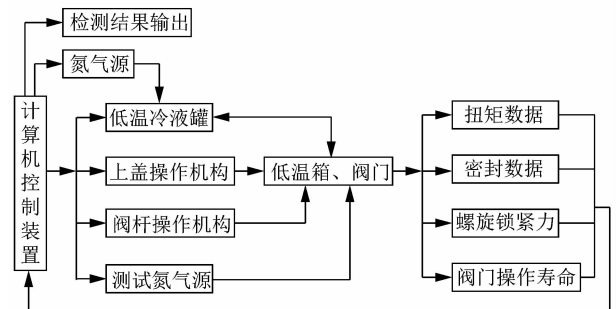 检测结果输出
氮气源
计算机控制装置
低温冷液罐
上盖操作机构
阀杆操作机构
测试氮气源
低温箱、阀门
扭矩数据
密封数据
螺旋锁紧力
阀门操作寿命